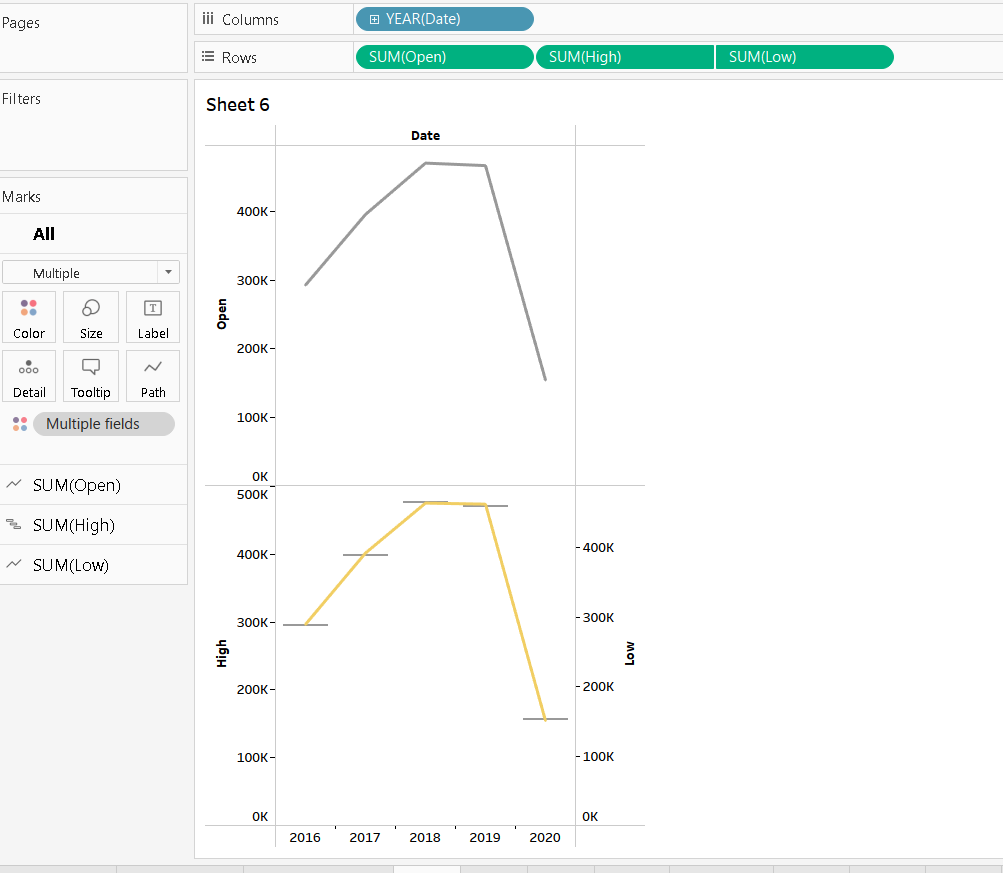 Pages
Columns
YEAR(Date)
Rows
SUM(Open)
SUM(High)
SUM(Low)
Filters
Marks
All
Multiple
Color
Size
Label
Detail
Tooltip
Path
Multiple fields
SUM(Open)
SUM(High)
SUM(Low)
Sheet 6
Date
400K
300K
200K
100K
0K
Open
500K
400K
300K
200K
100K
0K
High
400K
300K
200K
100K
0K
Low
2016 2017 2018 2019 2020